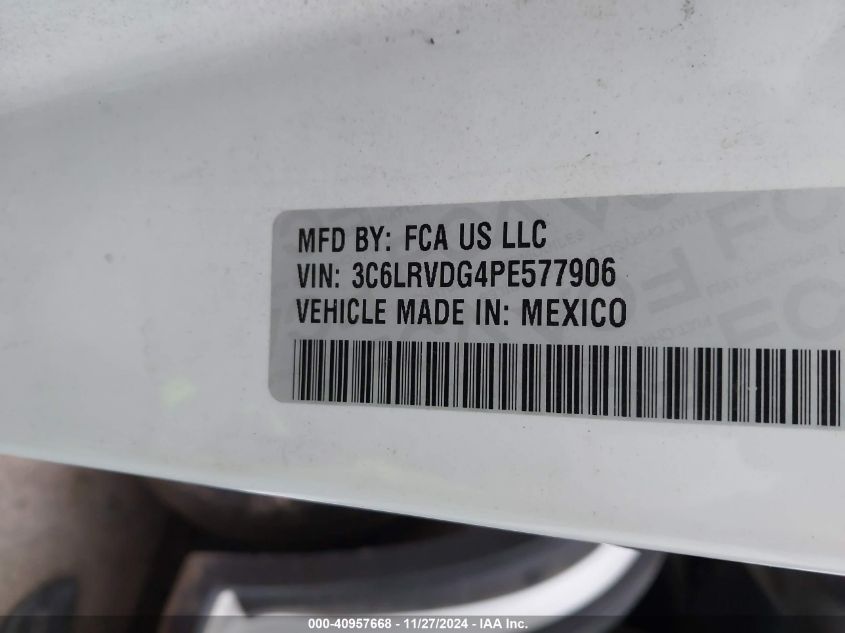 MFD BY: FCA US LLC
VIN: 3C6LRVDG4PE577906
VEHICLE MADE IN: MEXICO
000-40957668 - 11/27/2024 - IAA Inc.